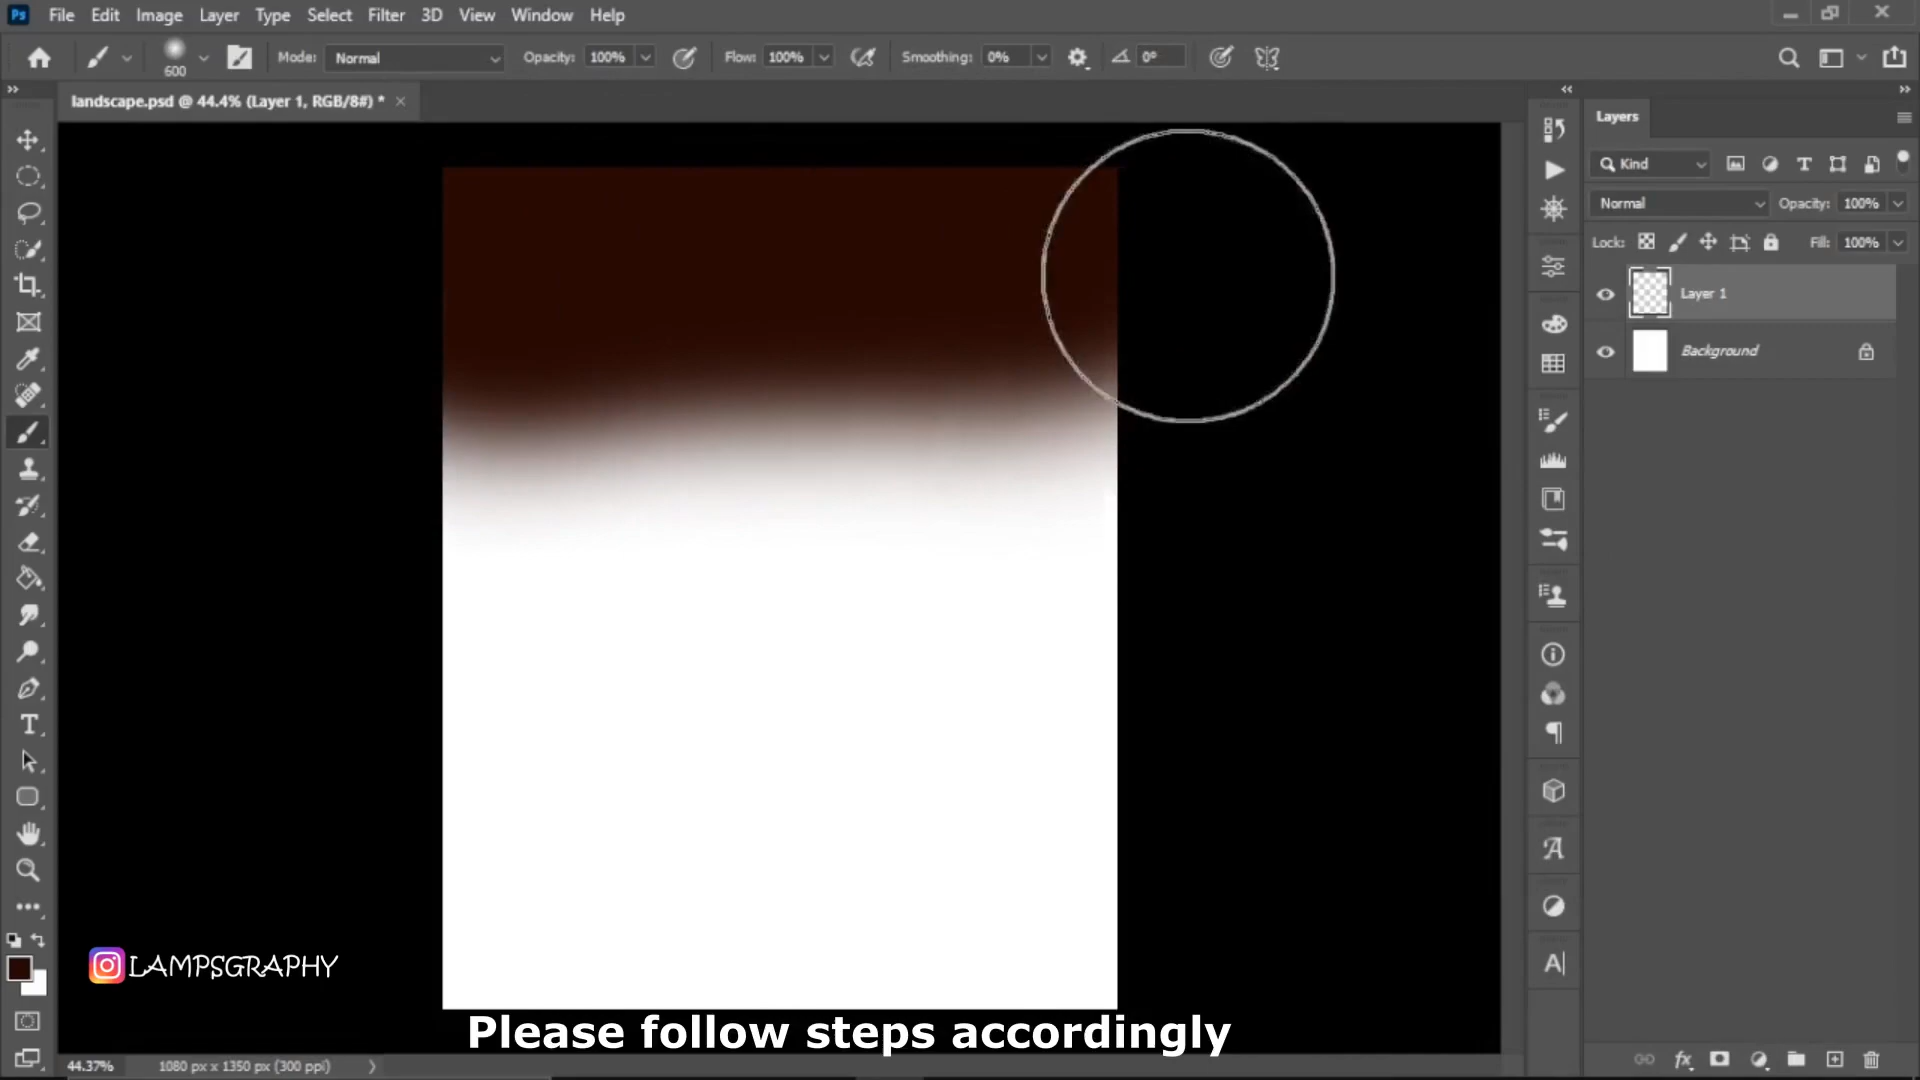 Ps File Edit Image Layer Type Select Filter 3D View Window Help
600 Mode: Normal Opacity: 100% Flow: 100% Smoothing: 0% 0°
landscape.psd @ 44.4% (Layer 1, RGB/8#) *
Layers
Kind
Normal Opacity: 100%
Lock: Fill: 100%
Layer 1
Background
LAMPSGRAPHY
Please follow steps accordingly
44.37% 1080 px x 1350 px (300 ppi)